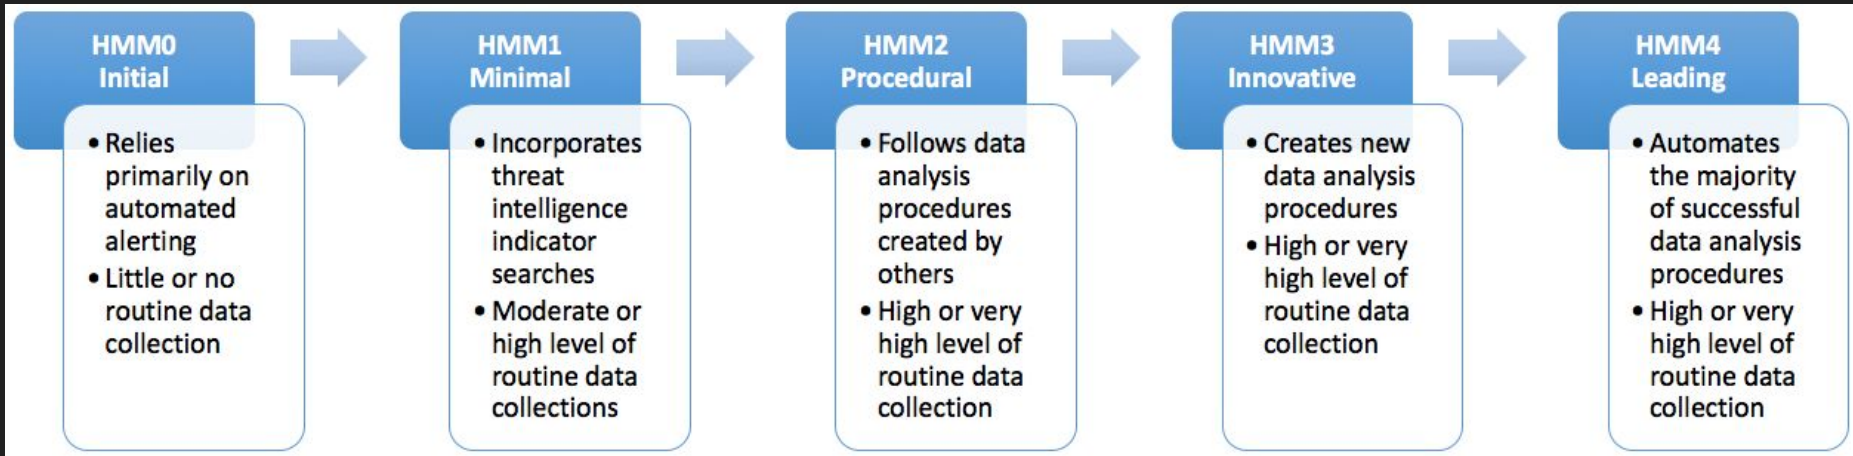 HMM0
Initial
• Relies
primarily on
automated
alerting
• Little or no
routine data
collection
HMM1
Minimal
• Incorporates
threat
intelligence
indicator
searches
• Moderate or
high level of
routine data
collections
HMM2
Procedural
• Follows data
analysis
procedures
created by
others
• High or very
high level of
routine data
collection
HMM3
Innovative
• Creates new
data analysis
procedures
• High or very
high level of
routine data
collection
HMM4
Leading
• Automates
the majority
of successful
data analysis
procedures
• High or very
high level of
routine data
collection